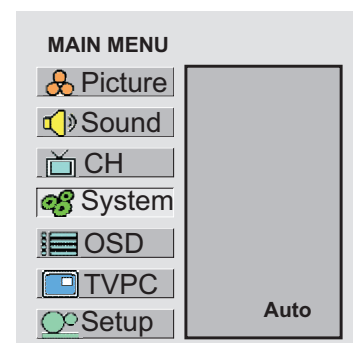 MAIN MENU
Picture
Sound
CH
System
OSD
TVPC
Setup
Auto